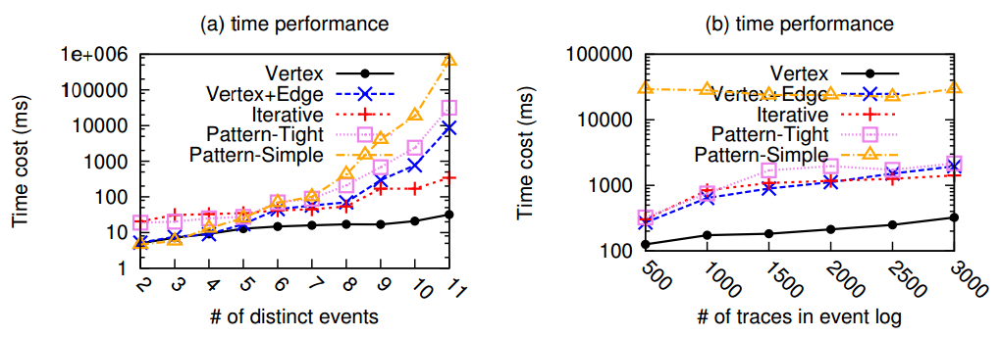 (a) time performance
Time cost (ms)
1e+006
100000
10000
1000
100
10
1
Vertex
Vertex+Edge
Iterative
Pattern-Tight
Pattern-Simple
2 3 4 5 6 7 8 9 10 11
# of distinct events
(b) time performance
Time cost (ms)
100000
10000
1000
100
Vertex
Vertex+Edge
Iterative
Pattern-Tight
Pattern-Simple
500 1000 1500 2000 2500 3000
# of traces in event log